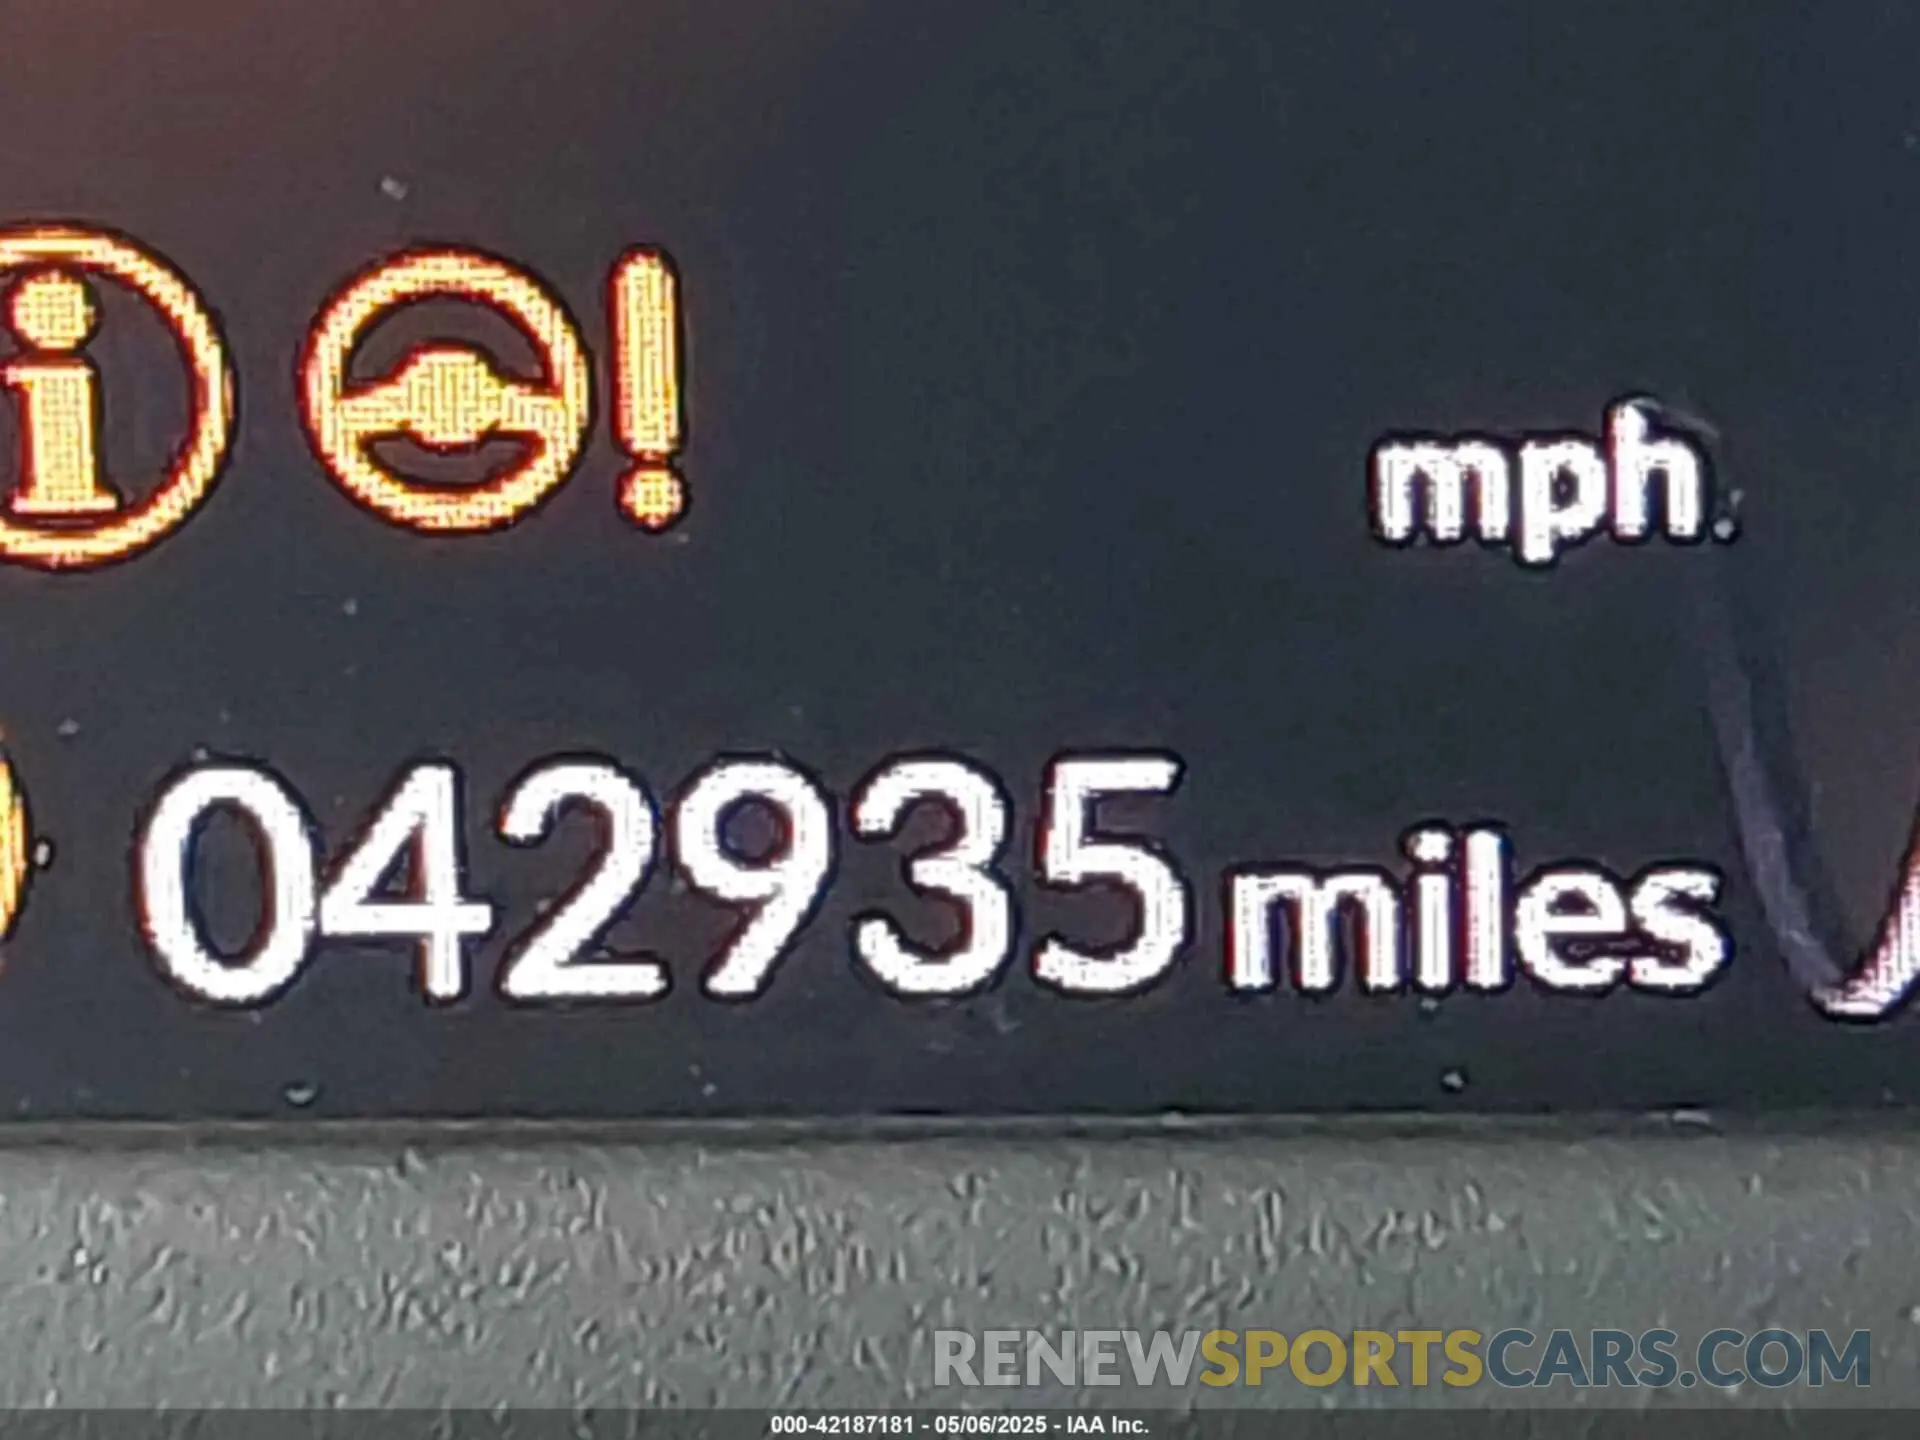 i !
mph
042935 miles
RENEWSPORTSCARS.COM
000-42187181 - 05/06/2025 - IAA Inc.